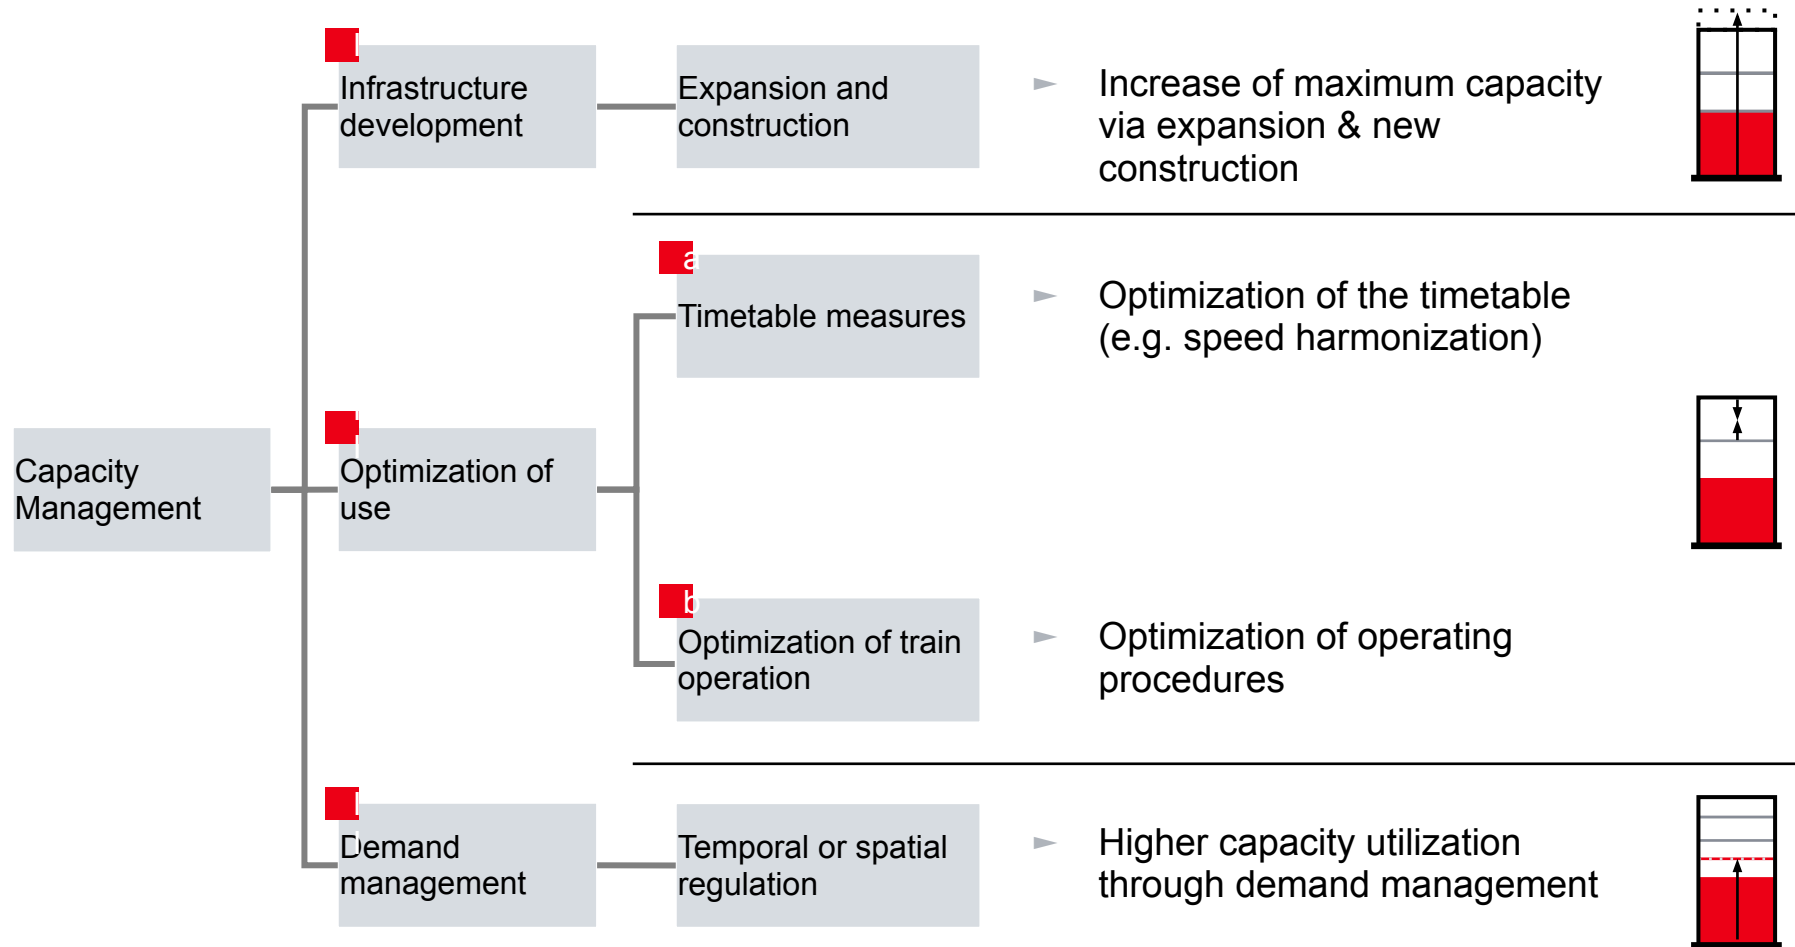 Capacity
Management
I
Infrastructure
development
Expansion and
construction
Increase of maximum capacity
via expansion & new
construction
Optimization of
use
a
Timetable measures
Optimization of the timetable
(e.g. speed harmonization)
b
Optimization of train
operation
Optimization of operating
procedures
Demand
management
Temporal or spatial
regulation
Higher capacity utilization
through demand management